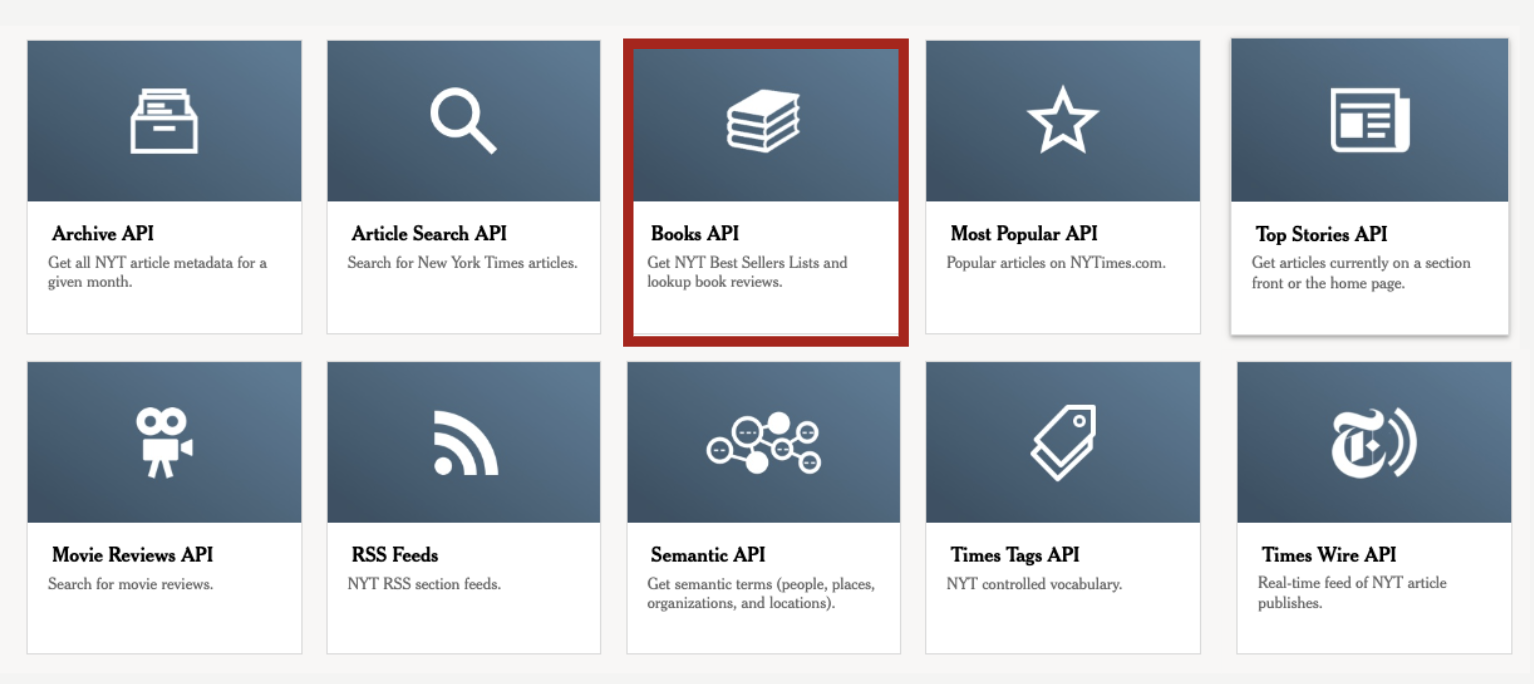 Archive API
Get all NYT article metadata for a
given month.
Article Search API
Search for New York Times articles.
Books API
Get NYT Best Sellers Lists and
lookup book reviews.
Most Popular API
Popular articles on NYTimes.com.
Top Stories API
Get articles currently on a section
front or the home page.
Movie Reviews API
Search for movie reviews.
RSS Feeds
NYT RSS section feeds.
Semantic API
Get semantic terms (people, places,
organizations, and locations).
Times Tags API
NYT controlled vocabulary.
Times Wire API
Real-time feed of NYT article
publishes.